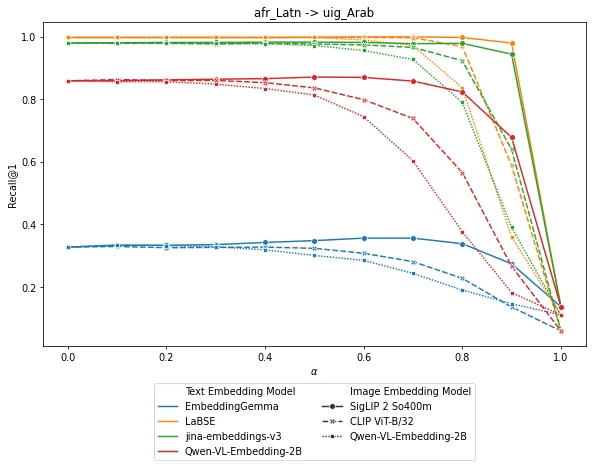 afr_Latn -> uig_Arab
Recall@1
1.0
0.8
0.6
0.4
0.2
0.0 0.2 0.4 0.6 0.8 1.0
α
Text Embedding Model
EmbeddingGemma
LaBSE
jina-embeddings-v3
Qwen-VL-Embedding-2B
Image Embedding Model
SigLIP 2 So400m
CLIP ViT-B/32
Qwen-VL-Embedding-2B